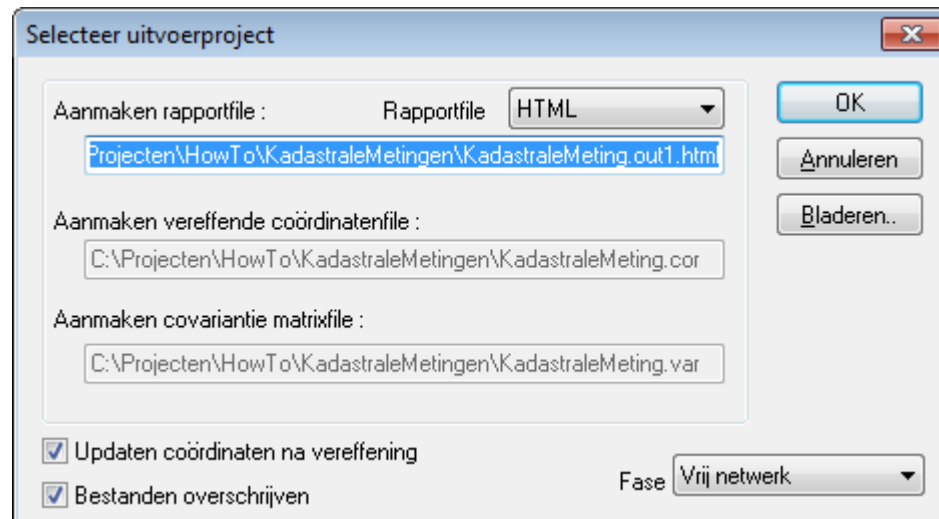 Selecteer uitvoerproject
Aanmaken rapportfile : Rapportfile HTML
Projecten\HowTo\KadastraleMetingen\KadastraleMeting.out1.html
OK
Annuleren
Bladeren..
Aanmaken vereffende coördinatenfile :
C:\Projecten\HowTo\KadastraleMetingen\KadastraleMeting.cor
Aanmaken covariantie matrixfile :
C:\Projecten\HowTo\KadastraleMetingen\KadastraleMeting.var
Updaten coördinaten na vereffening
Bestanden overschrijven
Fase Vrij netwerk